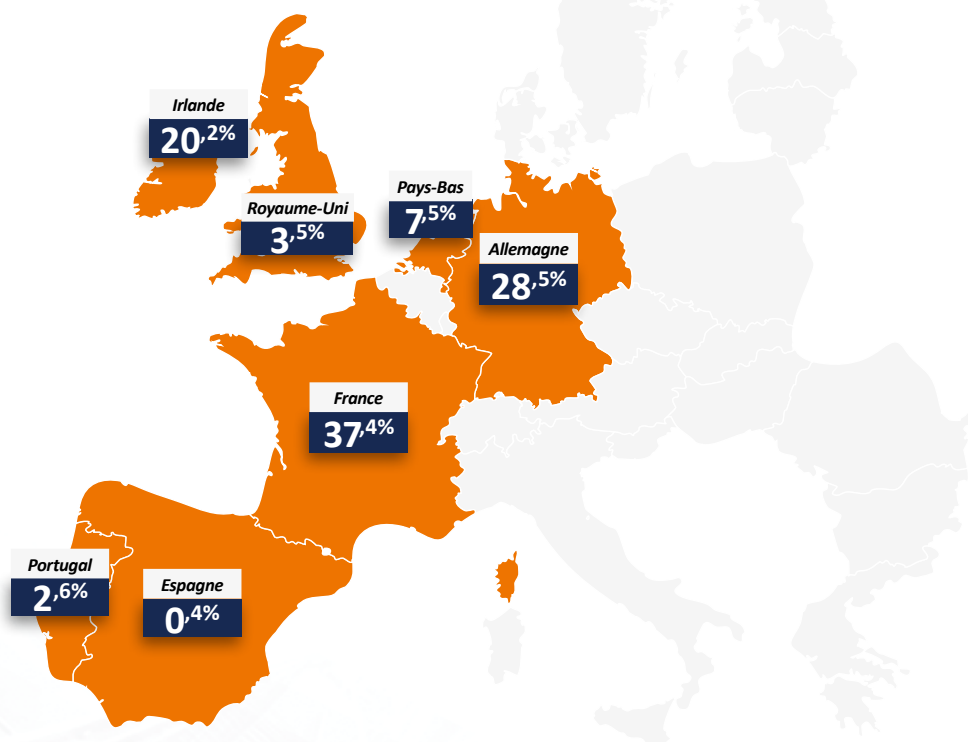 Irlande
20,2%
Royaume-Uni
3,5%
Pays-Bas
7,5%
Allemagne
28,5%
France
37,4%
Portugal
2,6%
Espagne
0,4%